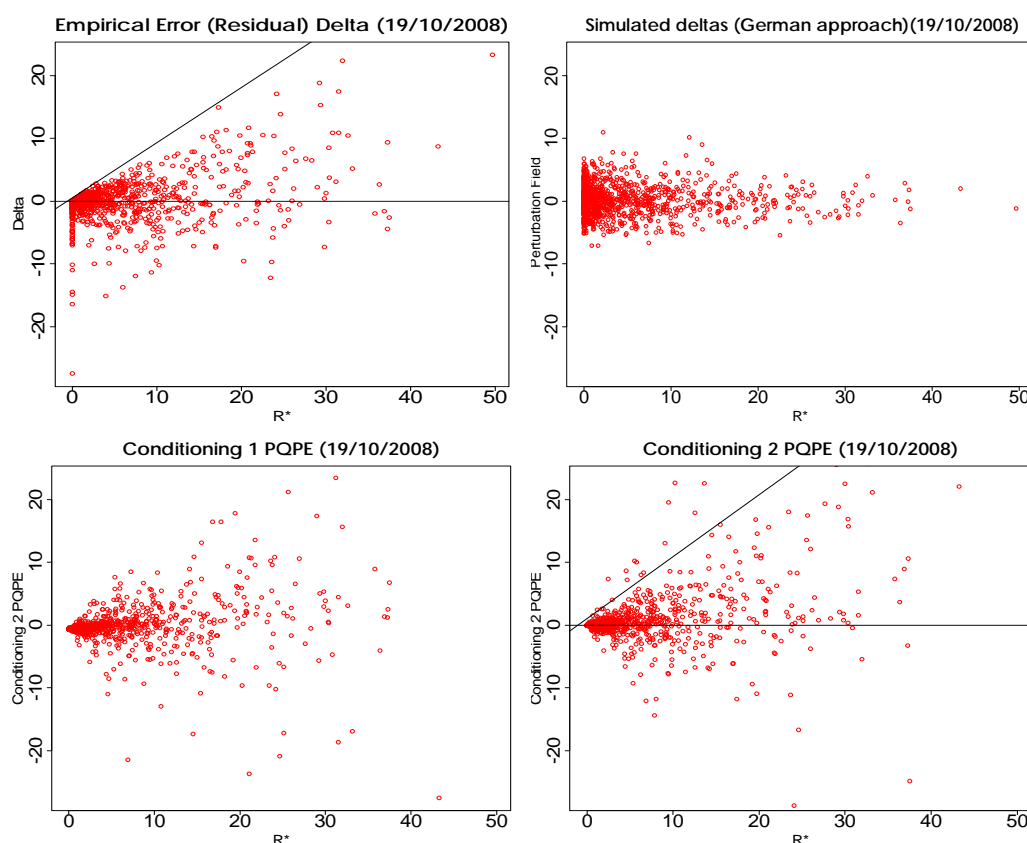 Empirical Error (Residual) Delta (19/10/2008)
Delta
20
10
0
-10
-20
0 10 20 30 40 50
R*
Simulated deltas (German approach)(19/10/2008)
Perturbation Field
20
10
0
-10
-20
0 10 20 30 40 50
R*
Conditioning 1 PQPE (19/10/2008)
Conditioning 2 PQPE
20
10
0
-10
-20
0 10 20 30 40 50
R*
Conditioning 2 PQPE (19/10/2008)
Conditioning 2 PQPE
20
10
0
-10
-20
0 10 20 30 40 50
R*